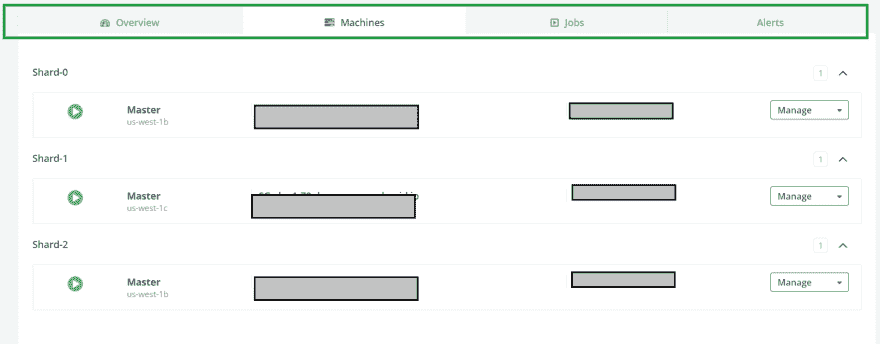 Overview Machines Jobs Alerts
Shard-0 1
Master Manage
us-west-1b
Shard-1 1
Master Manage
us-west-1c
Shard-2 1
Master Manage
us-west-1b